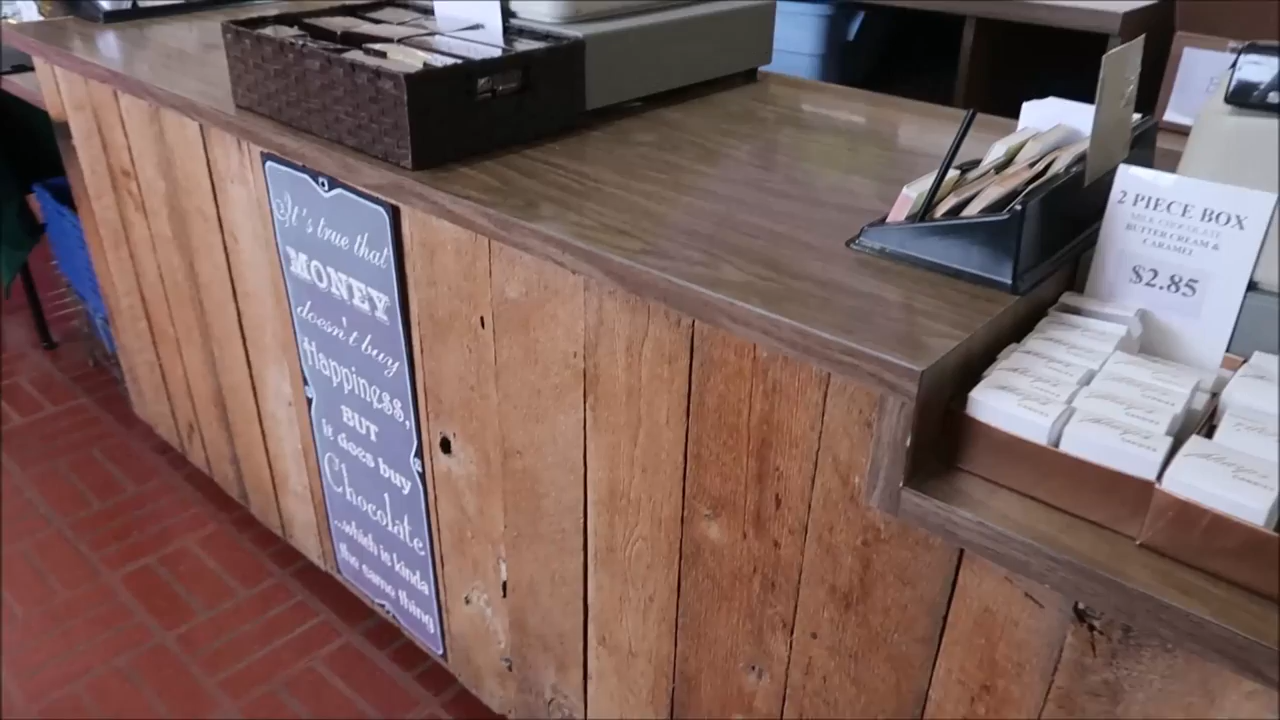 It's true that
MONEY
doesn't buy
Happiness,
BUT
it does buy
Chocolate
...which is kinda
the same thing
2 PIECE BOX
MILK CHOCOLATE
BUTTER CREAM &
CARAMEL
$2.85